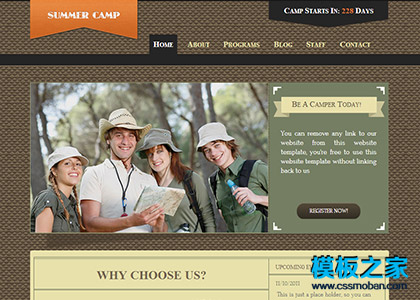 SUMMER CAMP
CAMP STARTS IN: 228 DAYS
HOME ABOUT PROGRAMS BLOG STAFF CONTACT
BE A CAMPER TODAY!
You can remove any link to our
website from this website
template, you're free to use this
website template without linking
back to us
REGISTER NOW!
WHY CHOOSE US?
UPCOMING E
11/10/2011
This is just a place holder, so you can
模板之家
www.cssmoban.com